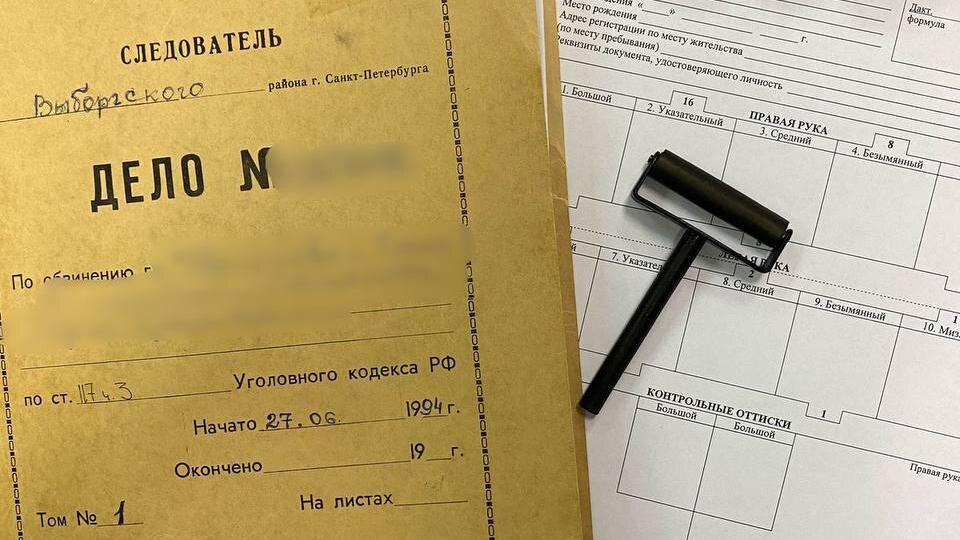 СЛЕДОВАТЕЛЬ
Выборгского района г. Санкт-Петербурга
ДЕЛО №
По обвинению г
по ст. 117 ч.3 Уголовного кодекса РФ
Начато 27.06. 1994 г.
Окончено 19 г.
Том № 1 На листах
рождения « » г.
Место рождения
Адрес регистрации по месту жительства
(по месту пребывания)
Реквизиты документа, удостоверяющего личность
Дакт.
формула
ПРАВАЯ РУКА
16
8
1. Большой
2. Указательный
3. Средний
4. Безымянный
РУКА
2
1
7. Указател
8. Средний
9. Безымянный
10. Миз
1
КОНТРОЛЬНЫЕ ОТТИСКИ
Большой
Большой
Правая рука